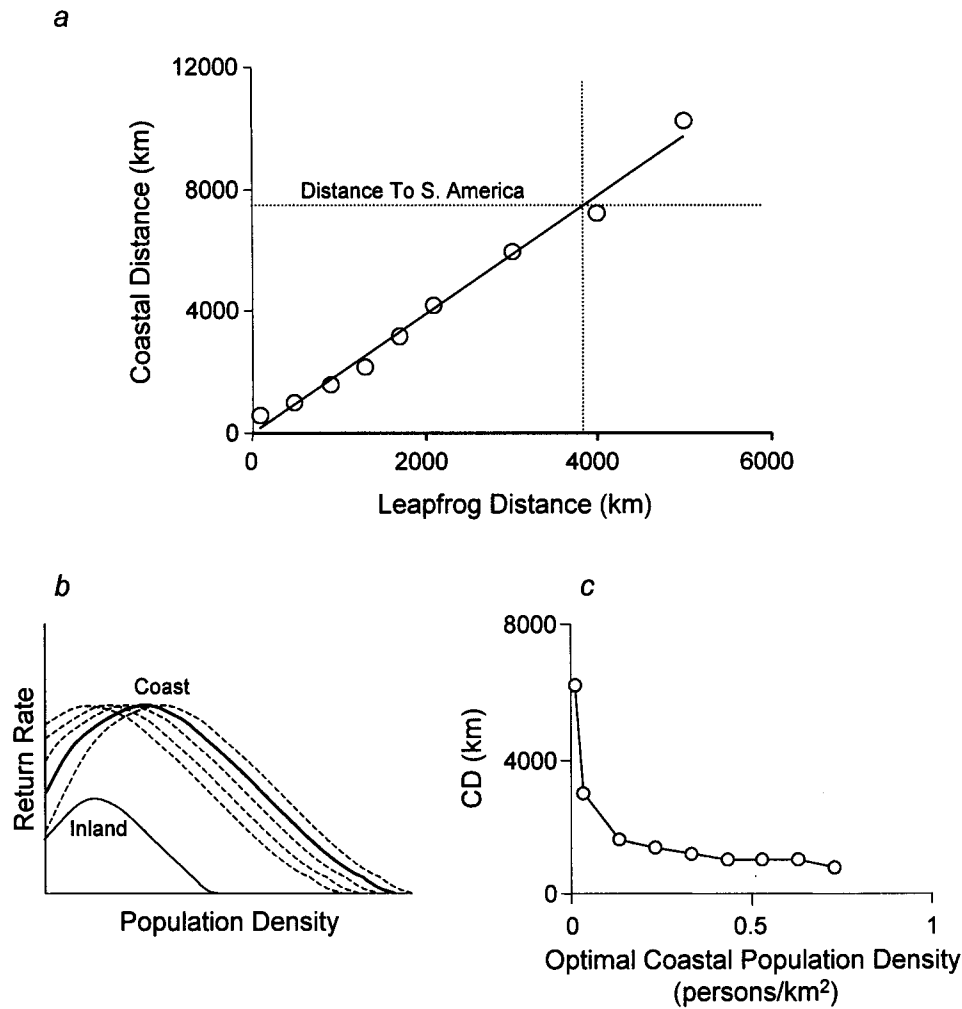 a
12000
8000
4000
0
Coastal Distance (km)
Distance To S. America
0 2000 4000 6000
Leapfrog Distance (km)
b
Return Rate
Coast
Inland
Population Density
c
8000
4000
0
CD (km)
0 0.5 1
Optimal Coastal Population Density
(persons/km²)